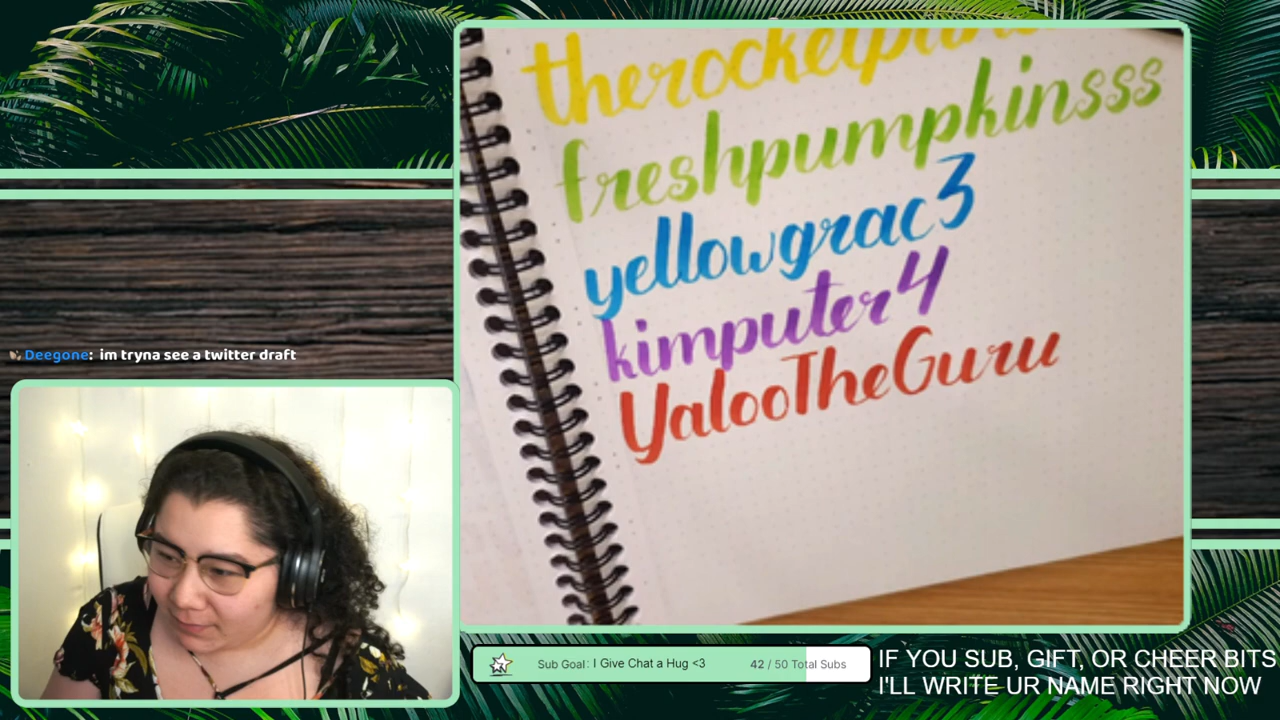 freshpumpkinsss
yellowgrac3
kimputer4
YalooTheGuru
Deegone: im tryna see a twitter draft
Sub Goal: I Give Chat a Hug <3
42 / 50 Total Subs
IF YOU SUB, GIFT, OR CHEER BITS
I'LL WRITE UR NAME RIGHT NOW